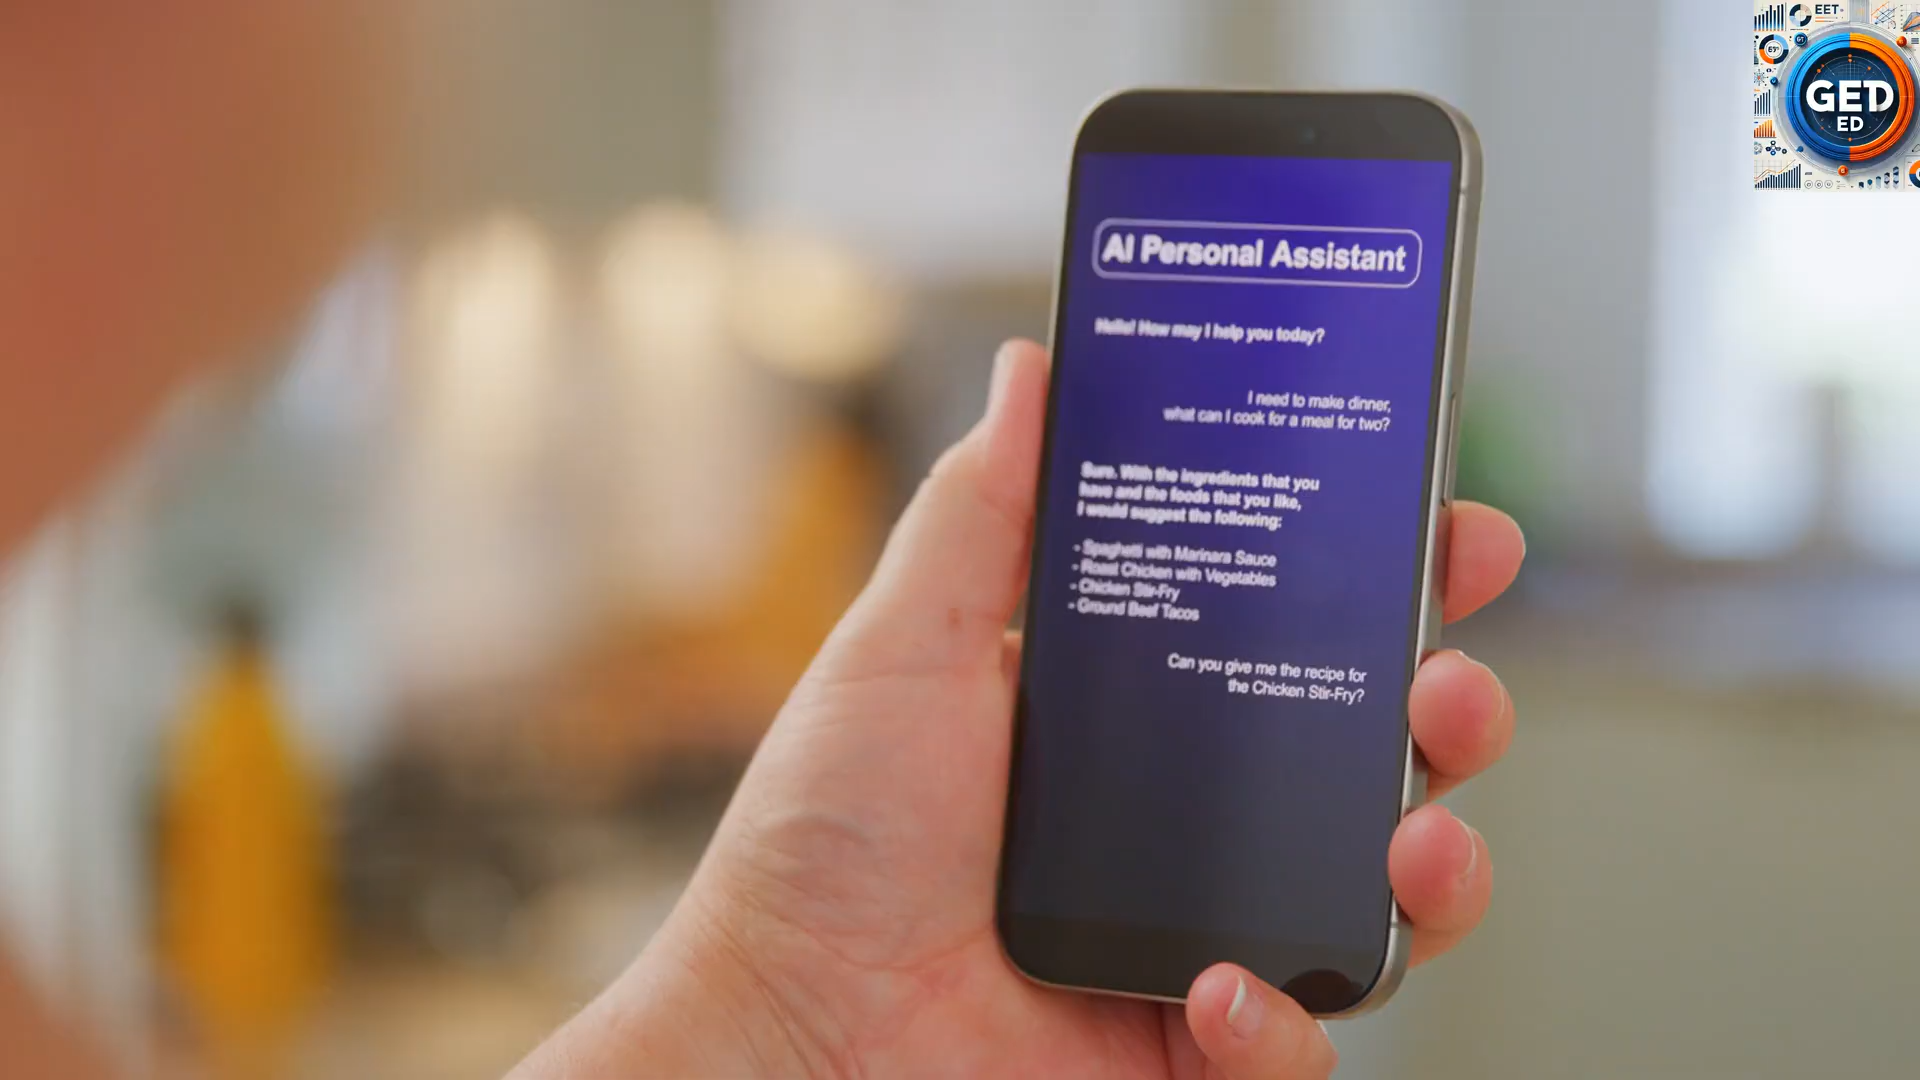 EET
GED
ED
AI Personal Assistant
Hello! How may I help you today?
I need to make dinner,
what can I cook for a meal for two?
Sure. With the ingredients that you
have and the foods that you like,
I would suggest the following:
- Spaghetti with Marinara Sauce
- Roast Chicken with Vegetables
- Chicken Stir-Fry
- Ground Beef Tacos
Can you give me the recipe for
the Chicken Stir-Fry?